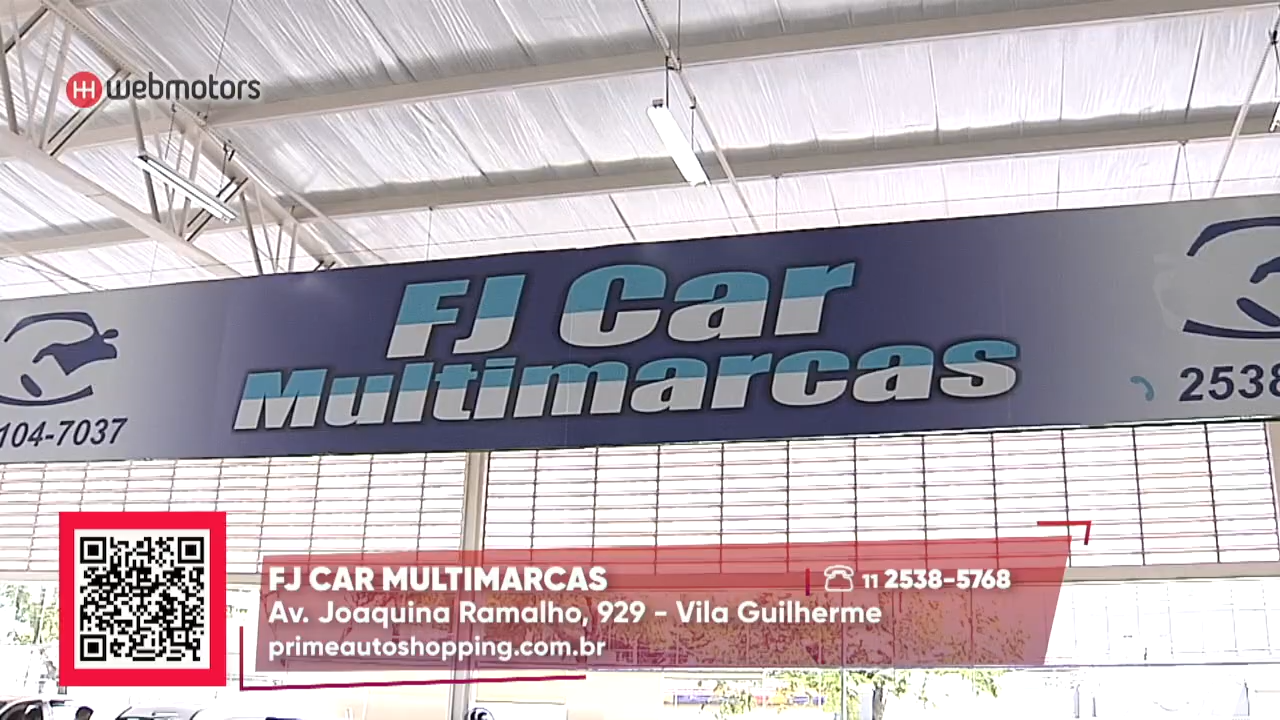 webmotors
FJ Car
Multimarcas
104-7037
2538
FJ CAR MULTIMARCAS
11 2538-5768
Av. Joaquina Ramalho, 929 - Vila Guilherme
primeautoshopping.com.br